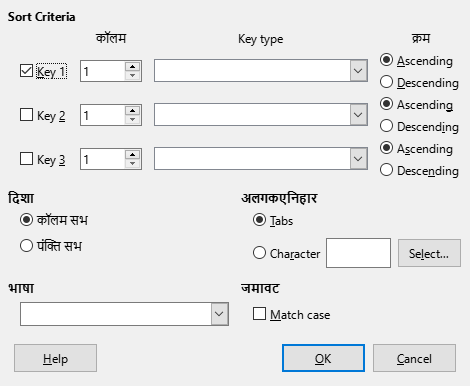 Sort Criteria
कॉलम Key type क्रम
Key 1 1 Ascending
Descending
Key 2 1 Ascending
Descending
Key 3 1 Ascending
Descending
दिशा अलगकएनिहार
कॉलम सभ Tabs
पंक्ति सभ Character Select...
भाषा जमावट
Match case
Help OK Cancel